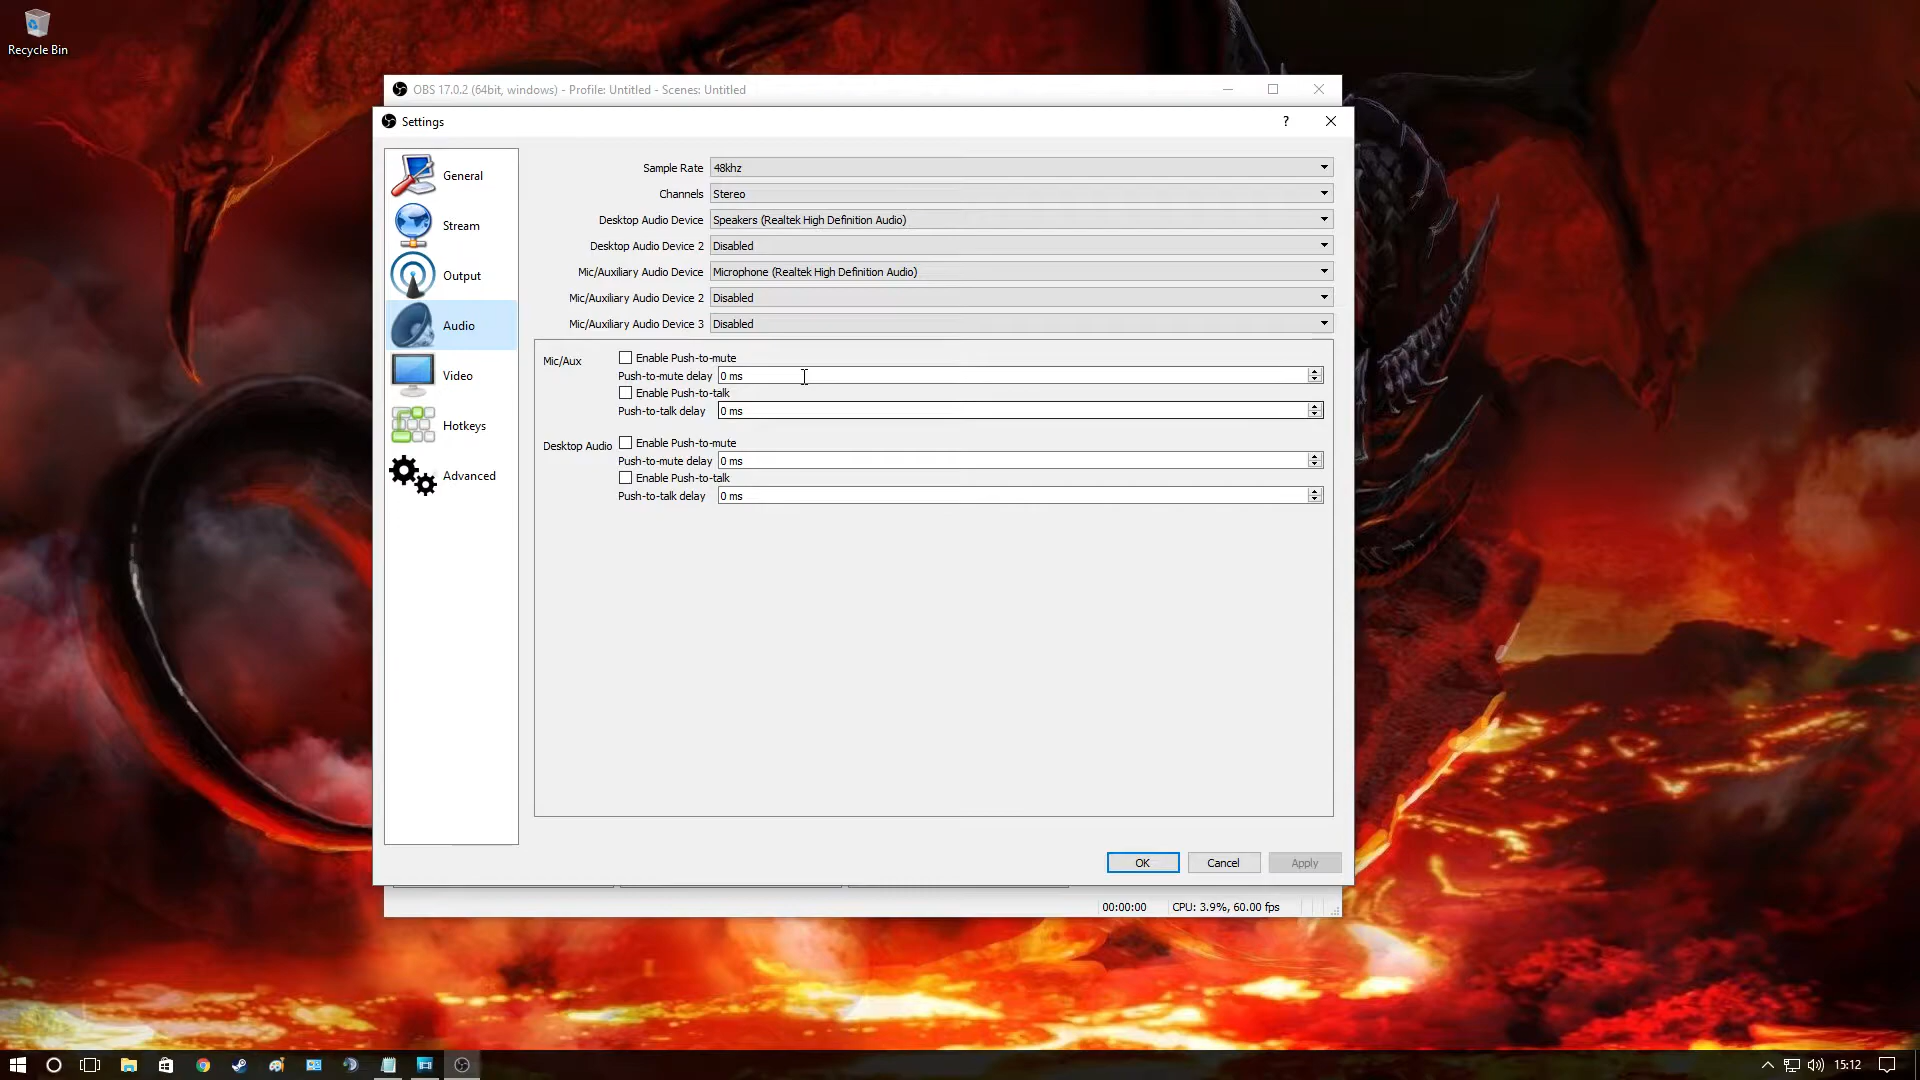 Recycle Bin
OBS 17.0.2 (64bit, windows) - Profile: Untitled - Scenes: Untitled
Settings
?
General
Stream
Output
Audio
Video
Hotkeys
Advanced
Sample Rate 48khz
Channels Stereo
Desktop Audio Device Speakers (Realtek High Definition Audio)
Desktop Audio Device 2 Disabled
Mic/Auxiliary Audio Device Microphone (Realtek High Definition Audio)
Mic/Auxiliary Audio Device 2 Disabled
Mic/Auxiliary Audio Device 3 Disabled
Mic/Aux Enable Push-to-mute
Push-to-mute delay 0 ms
Enable Push-to-talk
Push-to-talk delay 0 ms
Desktop Audio Enable Push-to-mute
Push-to-mute delay 0 ms
Enable Push-to-talk
Push-to-talk delay 0 ms
OK Cancel Apply
00:00:00 CPU: 3.9%, 60.00 fps
15:12